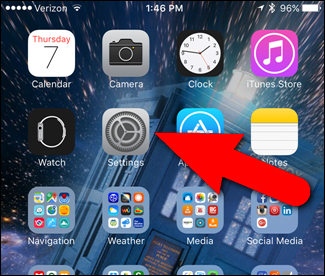 Verizon 1:46 PM 96%
Thursday
7
Calendar Camera Clock iTunes Store
Watch Settings Ap Notes
Navigation Weather Media Social Media